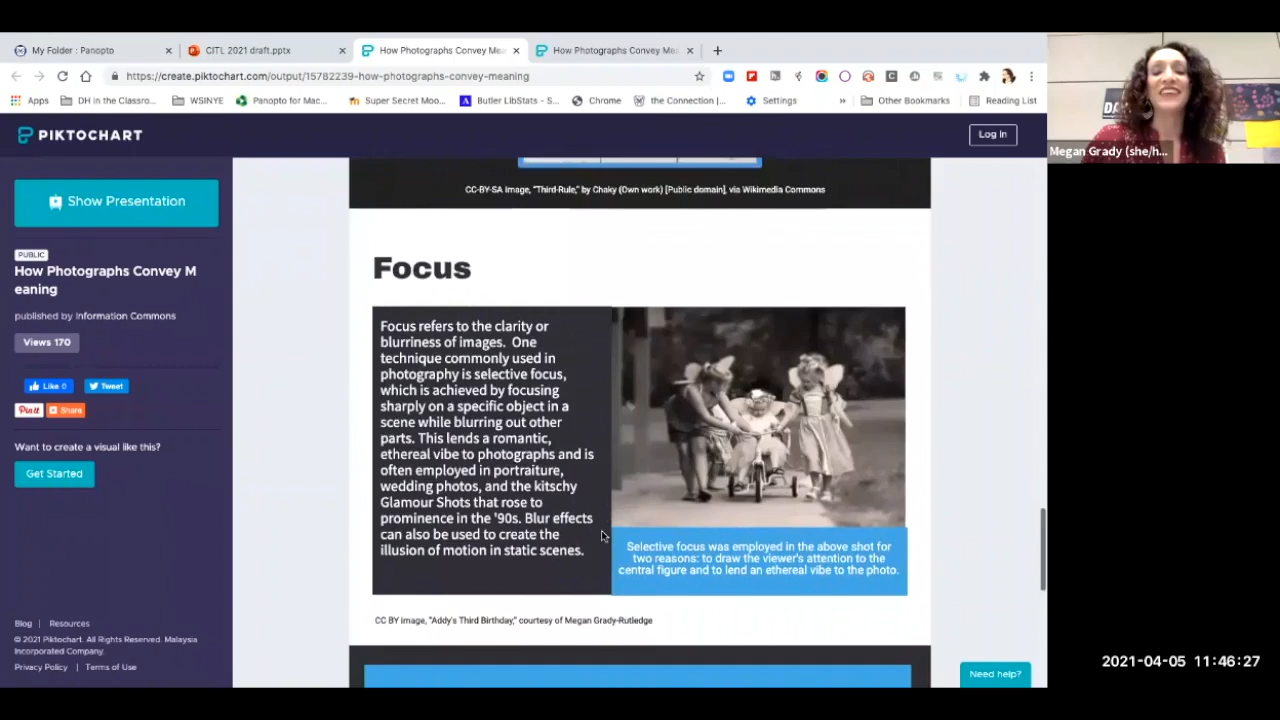 My Folder : Panopto
CITL 2021 draft.pptx
How Photographs Convey Me
How Photographs Convey Me
https://create.piktochart.com/output/15782239-how-photographs-convey-meaning
Apps
DH in the Classro...
WSINYE
Panopto for Mac...
Super Secret Moo...
Butler LibStats - S...
Chrome
the Connection |...
Settings
»
Other Bookmarks
Reading List
PIKTOCHART
Log In
Megan Grady (she/h...
Show Presentation
PUBLIC
How Photographs Convey M
eaning
published by Information Commons
Views 170
Like 0
Tweet
Pin it
Share
Want to create a visual like this?
Get Started
Blog | Resources
© 2021 Piktochart. All Rights Reserved. Malaysia
Incorporated Company.
Privacy Policy | Terms of Use
CC-BY-SA Image, "Third-Rule," by Chaky (Own work) [Public domain], via Wikimedia Commons
Focus
Focus refers to the clarity or
blurriness of images. One
technique commonly used in
photography is selective focus,
which is achieved by focusing
sharply on a specific object in a
scene while blurring out other
parts. This lends a romantic,
ethereal vibe to photographs and is
often employed in portraiture,
wedding photos, and the kitschy
Glamour Shots that rose to
prominence in the '90s. Blur effects
can also be used to create the
illusion of motion in static scenes.
Selective focus was employed in the above shot for
two reasons: to draw the viewer's attention to the
central figure and to lend an ethereal vibe to the photo.
CC BY image, "Addy's Third Birthday," courtesy of Megan Grady-Rutledge
Need help?
2021-04-05 11:46:27